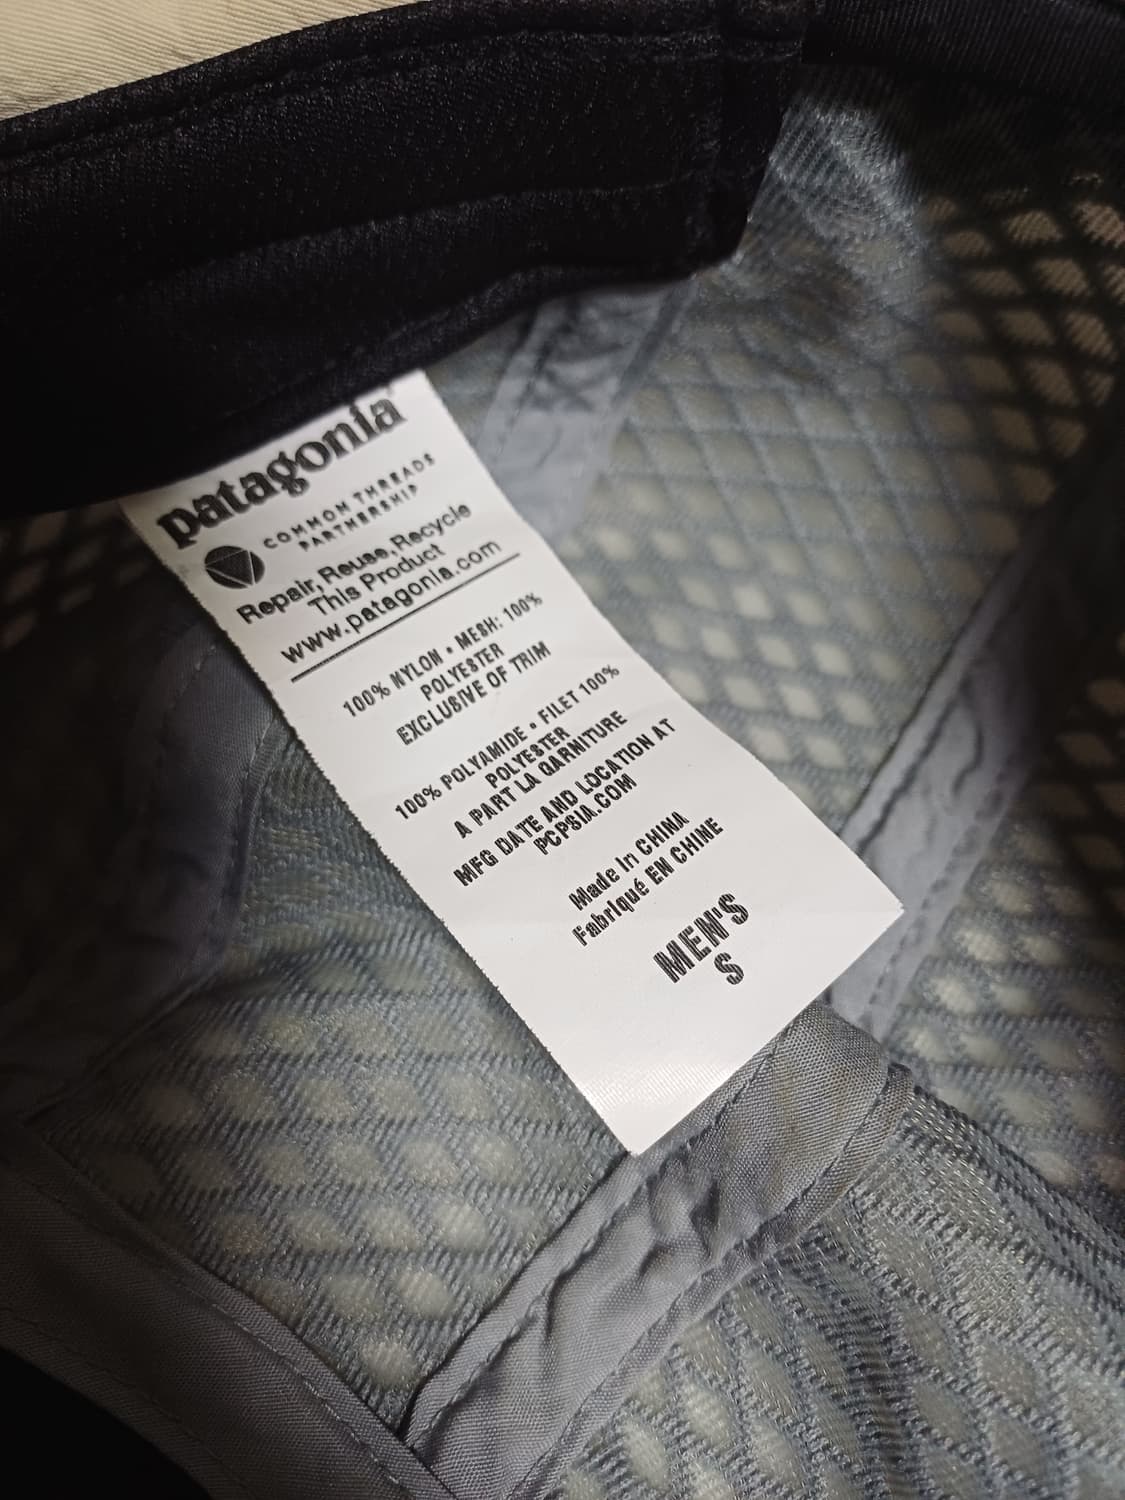 patagonia
COMMON THREADS
PARTNERSHIP
Repair, Reuse, Recycle
This Product
www.patagonia.com
100% NYLON • MESH: 100%
POLYESTER
EXCLUSIVE OF TRIM
100% POLYAMIDE • FILET 100%
POLYESTER
A PART LA GARNITURE
MFG DATE AND LOCATION AT
PCPSIA.COM
Made In CHINA
Fabriqué EN CHINE
MEN'S
S